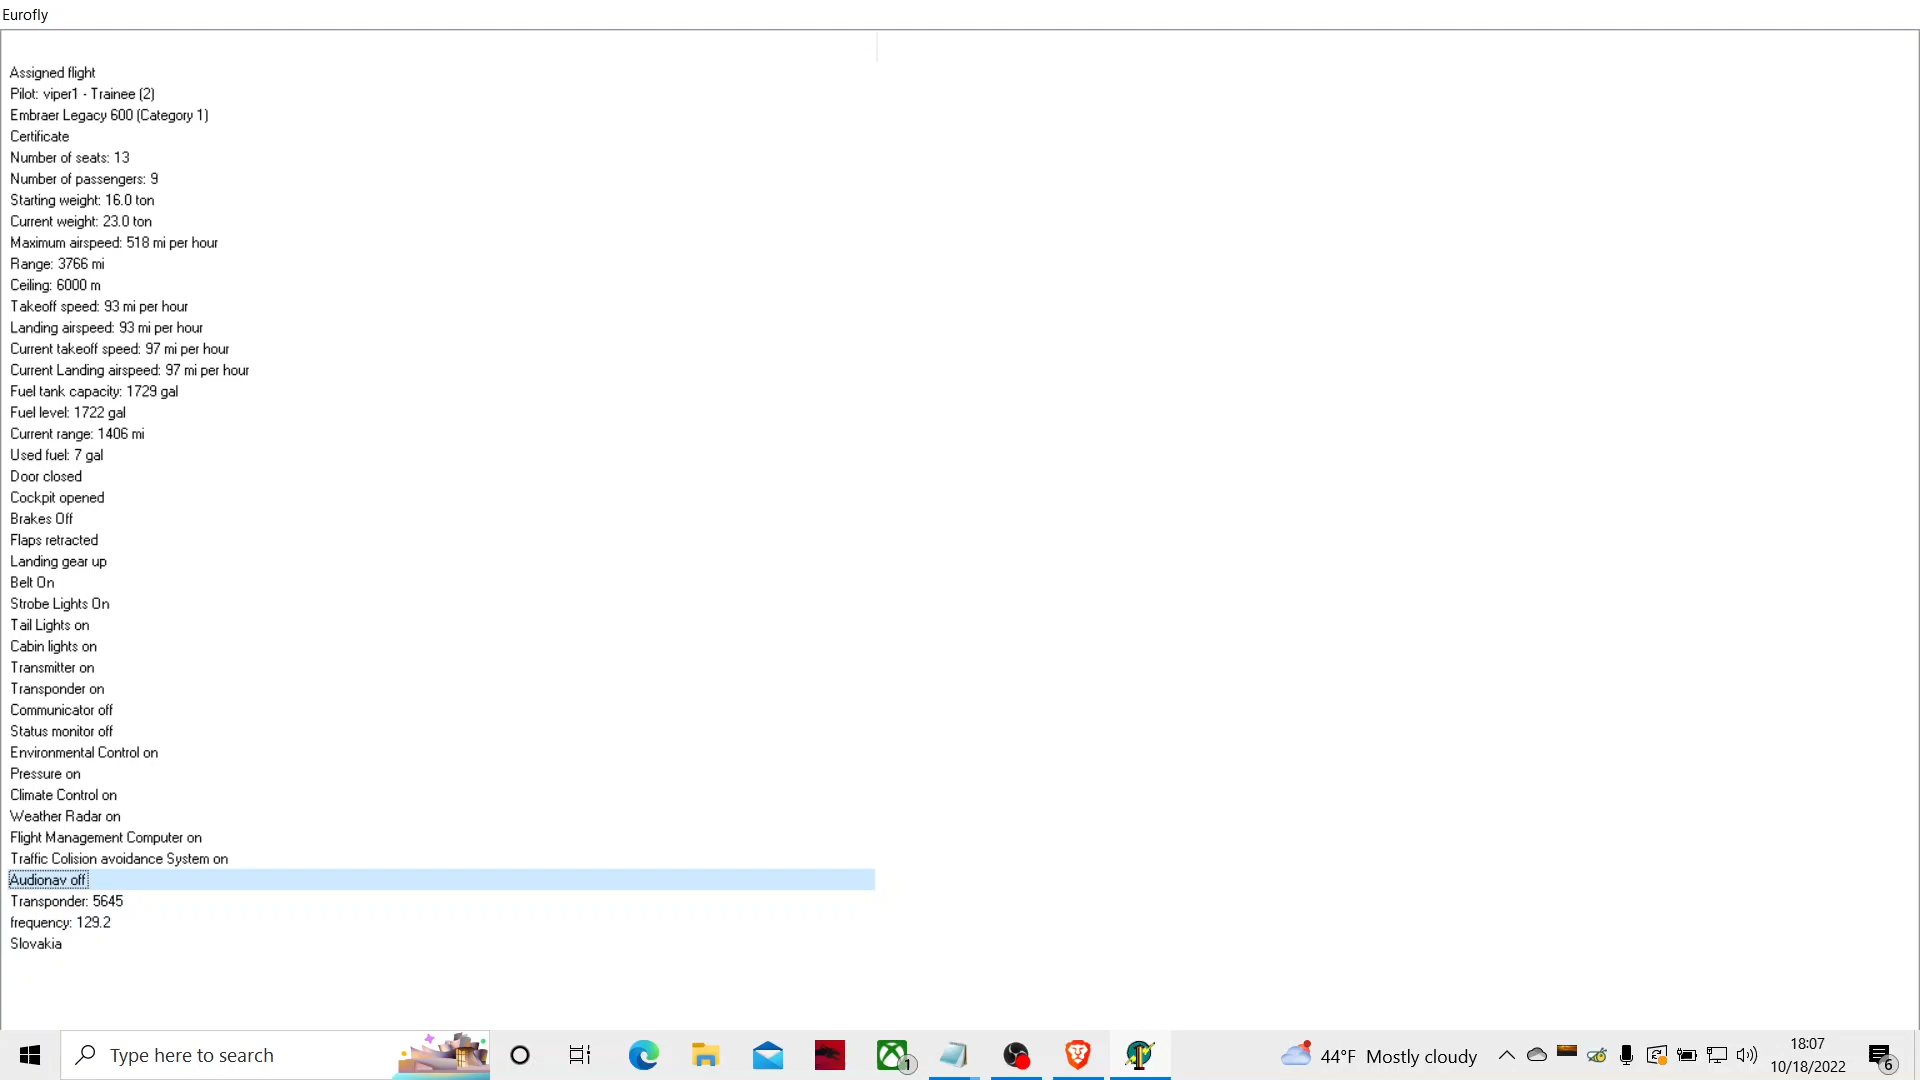 Eurofly
Assigned flight
Pilot: viper1 - Trainee (2)
Embraer Legacy 600 (Category 1)
Certificate
Number of seats: 13
Number of passengers: 9
Starting weight: 16.0 ton
Current weight: 23.0 ton
Maximum airspeed: 518 mi per hour
Range: 3766 mi
Ceiling: 6000 m
Takeoff speed: 93 mi per hour
Landing airspeed: 93 mi per hour
Current takeoff speed: 97 mi per hour
Current Landing airspeed: 97 mi per hour
Fuel tank capacity: 1729 gal
Fuel level: 1722 gal
Current range: 1406 mi
Used fuel: 7 gal
Door closed
Cockpit opened
Brakes Off
Flaps retracted
Landing gear up
Belt On
Strobe Lights On
Tail Lights on
Cabin lights on
Transmitter on
Transponder on
Communicator off
Status monitor off
Environmental Control on
Pressure on
Climate Control on
Weather Radar on
Flight Management Computer on
Traffic Colision avoidance System on
Audionav off
Transponder: 5645
frequency: 129.2
Slovakia
Type here to search
1
44°F Mostly cloudy
18:07
10/18/2022
6